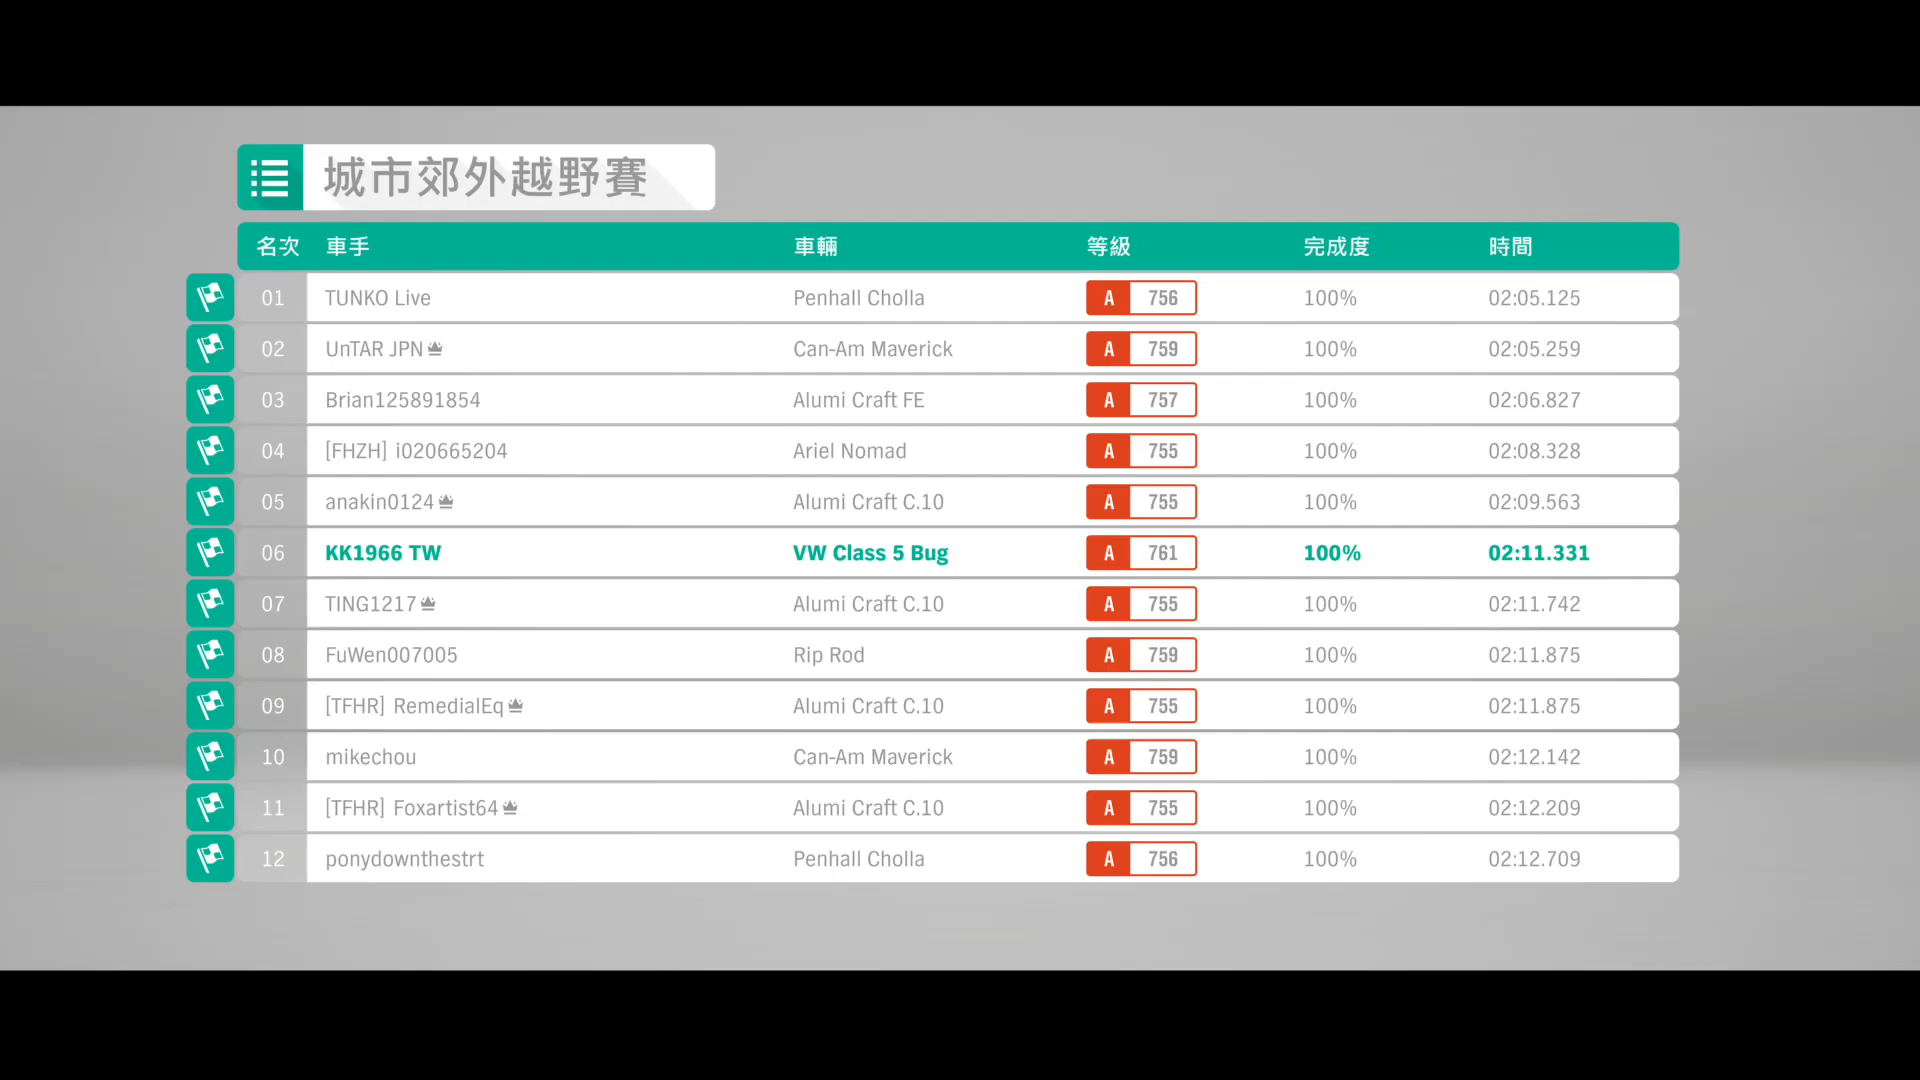 城市郊外越野賽
名次 車手 車輛 等級 完成度 時間
01 TUNKO Live Penhall Cholla A 756 100% 02:05.125
02 UnTAR JPN Can-Am Maverick A 759 100% 02:05.259
03 Brian125891854 Alumi Craft FE A 757 100% 02:06.827
04 [FHZH] i020665204 Ariel Nomad A 755 100% 02:08.328
05 anakin0124 Alumi Craft C.10 A 755 100% 02:09.563
06 KK1966 TW VW Class 5 Bug A 761 100% 02:11.331
07 TING1217 Alumi Craft C.10 A 755 100% 02:11.742
08 FuWen007005 Rip Rod A 759 100% 02:11.875
09 [TFHR] RemedialEq Alumi Craft C.10 A 755 100% 02:11.875
10 mikechou Can-Am Maverick A 759 100% 02:12.142
11 [TFHR] Foxartist64 Alumi Craft C.10 A 755 100% 02:12.209
12 ponydownthestrt Penhall Cholla A 756 100% 02:12.709